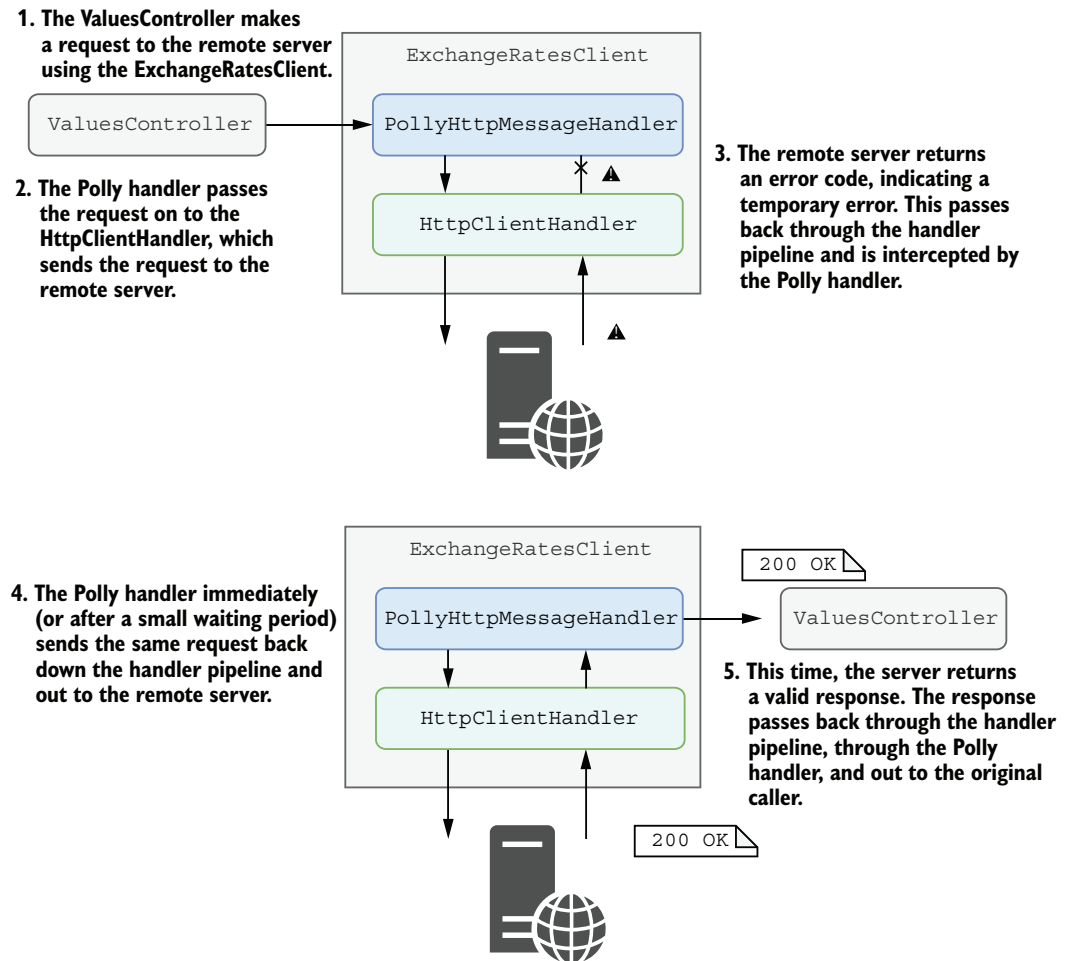 1. The ValuesController makes
a request to the remote server
using the ExchangeRatesClient.
ExchangeRatesClient
ValuesController
PollyHttpMessageHandler
2. The Polly handler passes
the request on to the
HttpClientHandler, which
sends the request to the
remote server.
HttpClientHandler
3. The remote server returns
an error code, indicating a
temporary error. This passes
back through the handler
pipeline and is intercepted by
the Polly handler.
4. The Polly handler immediately
(or after a small waiting period)
sends the same request back
down the handler pipeline and
out to the remote server.
ExchangeRatesClient
PollyHttpMessageHandler
HttpClientHandler
200 OK
ValuesController
5. This time, the server returns
a valid response. The response
passes back through the handler
pipeline, through the Polly
handler, and out to the original
caller.
200 OK